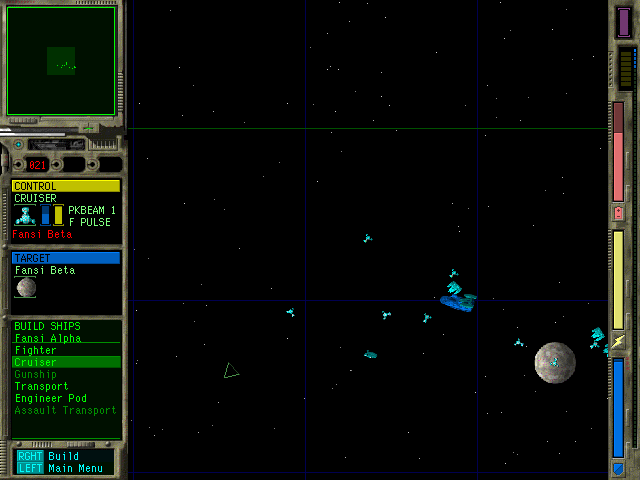 021
CONTROL
CRUISER
PKBEAM 1
F PULSE
Fansi Beta
TARGET
Fansi Beta
BUILD SHIPS
Fansi Alpha
Fighter
Cruiser
Gunship
Transport
Engineer Pod
Assault Transport
RGHT Build
LEFT Main Menu